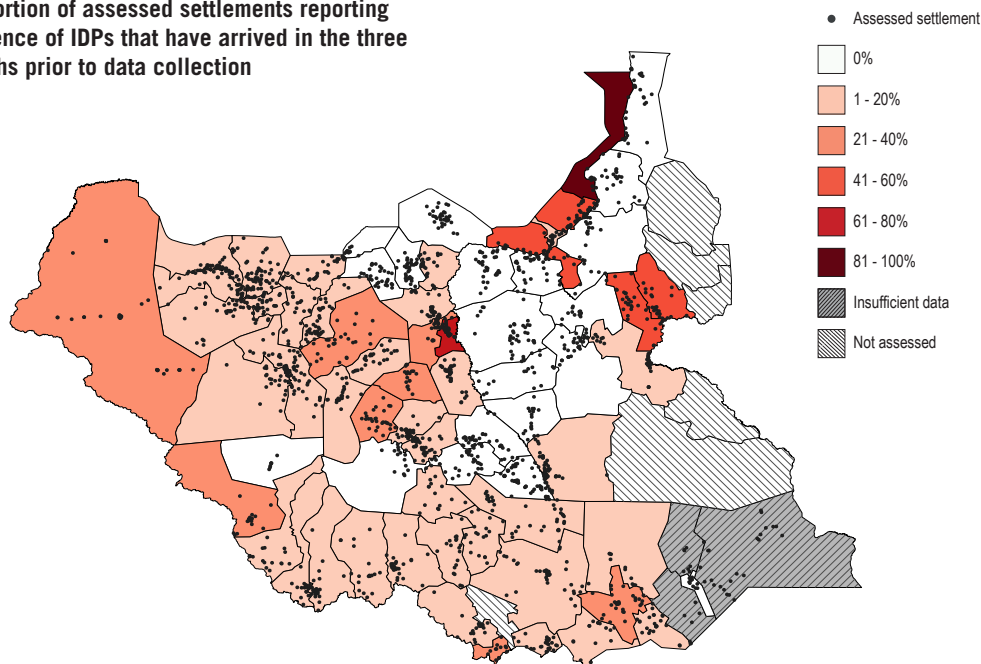 ortion of assessed settlements reporting
ence of IDPs that have arrived in the three
hs prior to data collection
Assessed settlement
0%
1 - 20%
21 - 40%
41 - 60%
61 - 80%
81 - 100%
Insufficient data
Not assessed